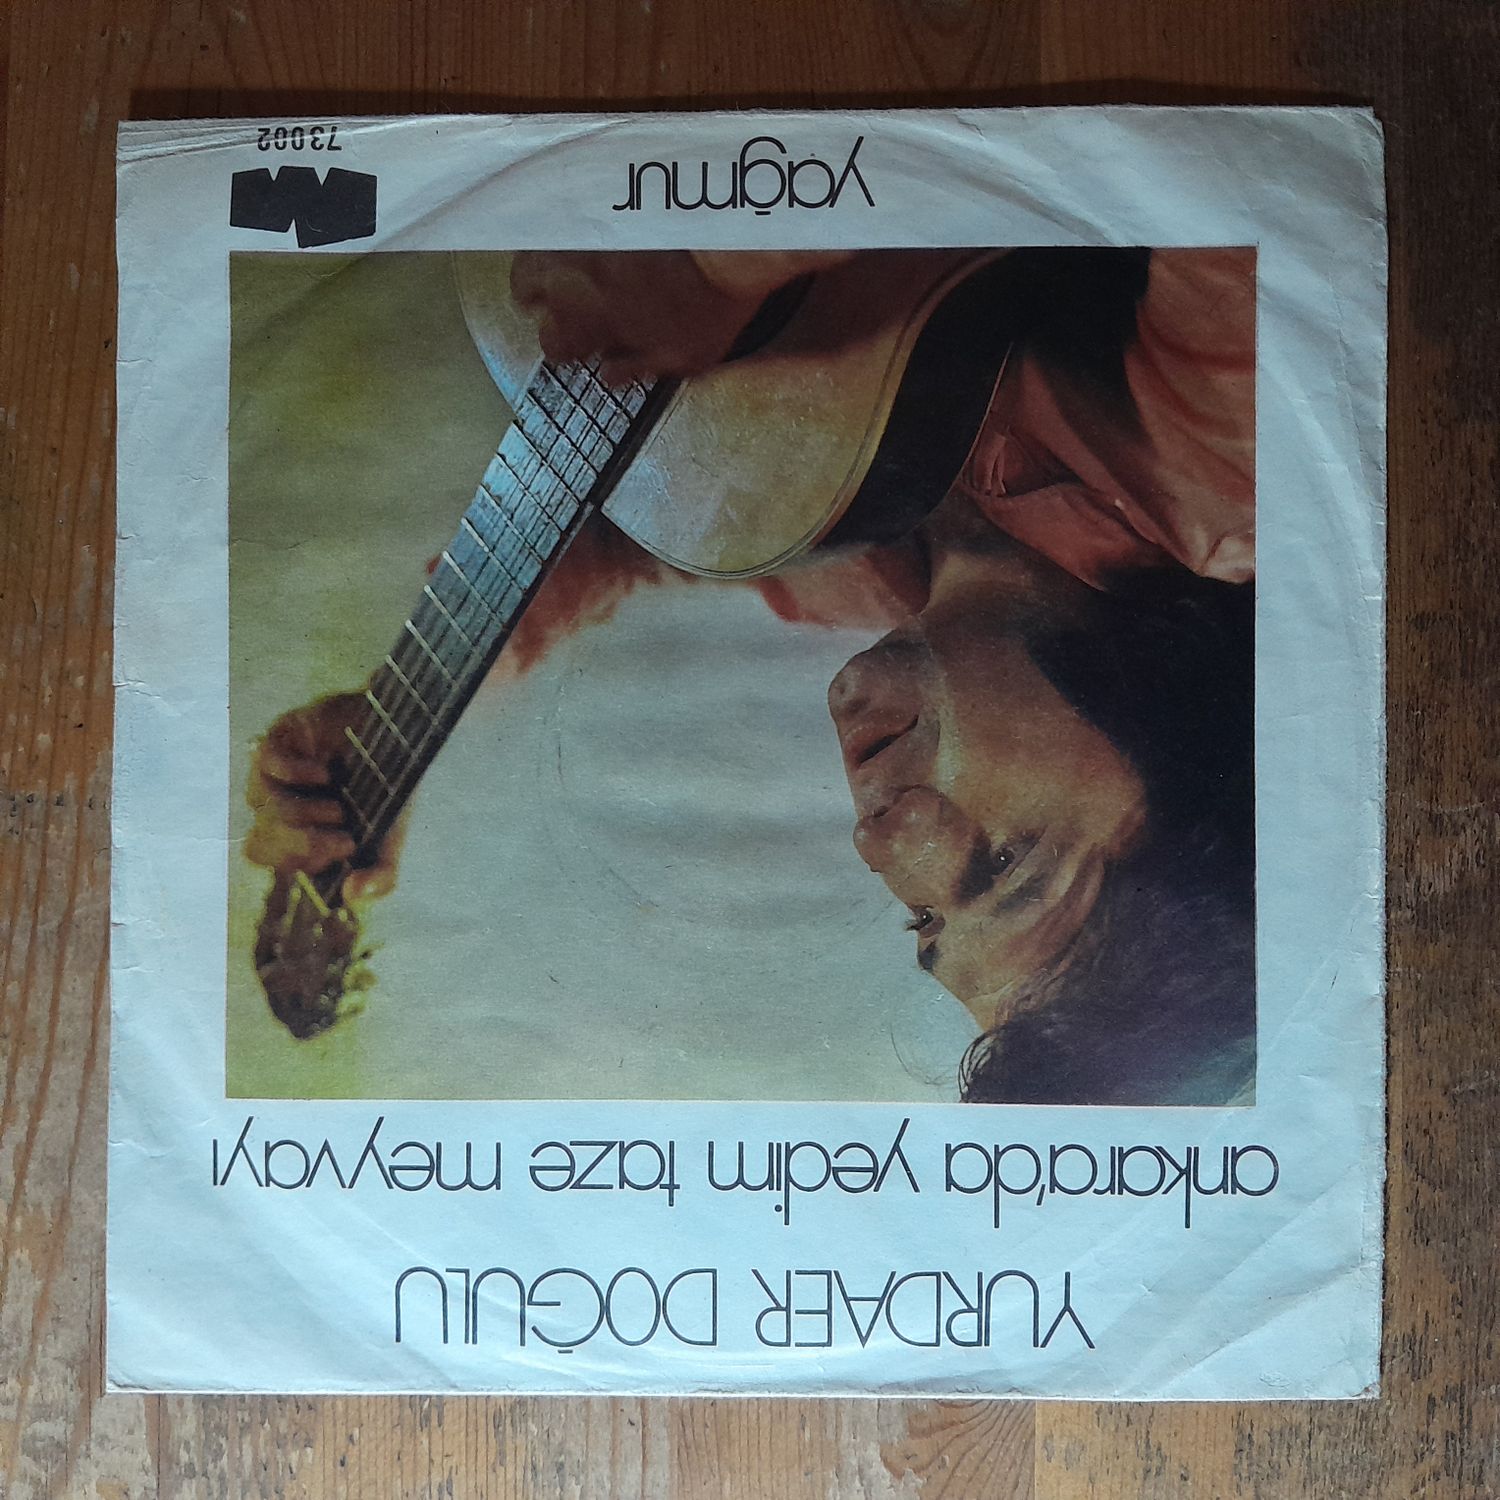 YURDAER DOĞULU
ankara'da yedim taze meyvayı
yağmur
73002